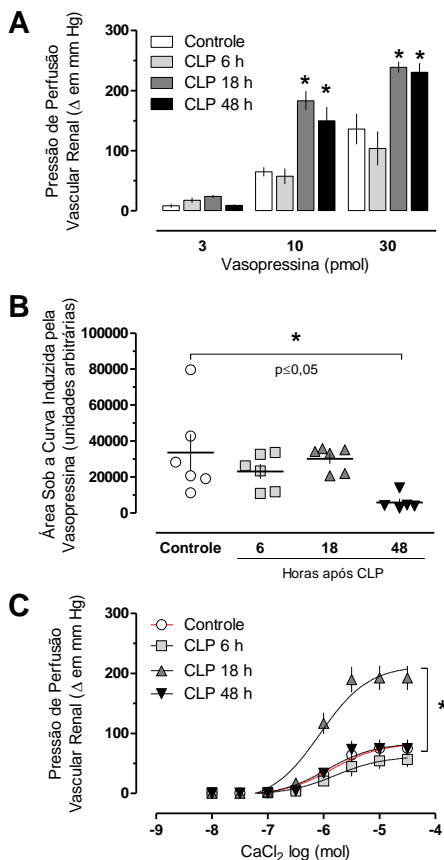 A
Pressão de Perfusão
Vascular Renal (Δ em mm Hg)
300
200
100
0
Controle
CLP 6 h
CLP 18 h
CLP 48 h
* * * *
3 10 30
Vasopressina (pmol)
B
Área Sob a Curva Induzida pela
Vasopressina (unidades arbitrárias)
100000
80000
60000
40000
20000
0
*
p≤0,05
Controle 6 18 48
Horas após CLP
C
Pressão de Perfusão
Vascular Renal (Δ em mm Hg)
300
200
100
0
Controle
CLP 6 h
CLP 18 h
CLP 48 h
*
-9 -8 -7 -6 -5 -4
CaCl₂ log (mol)